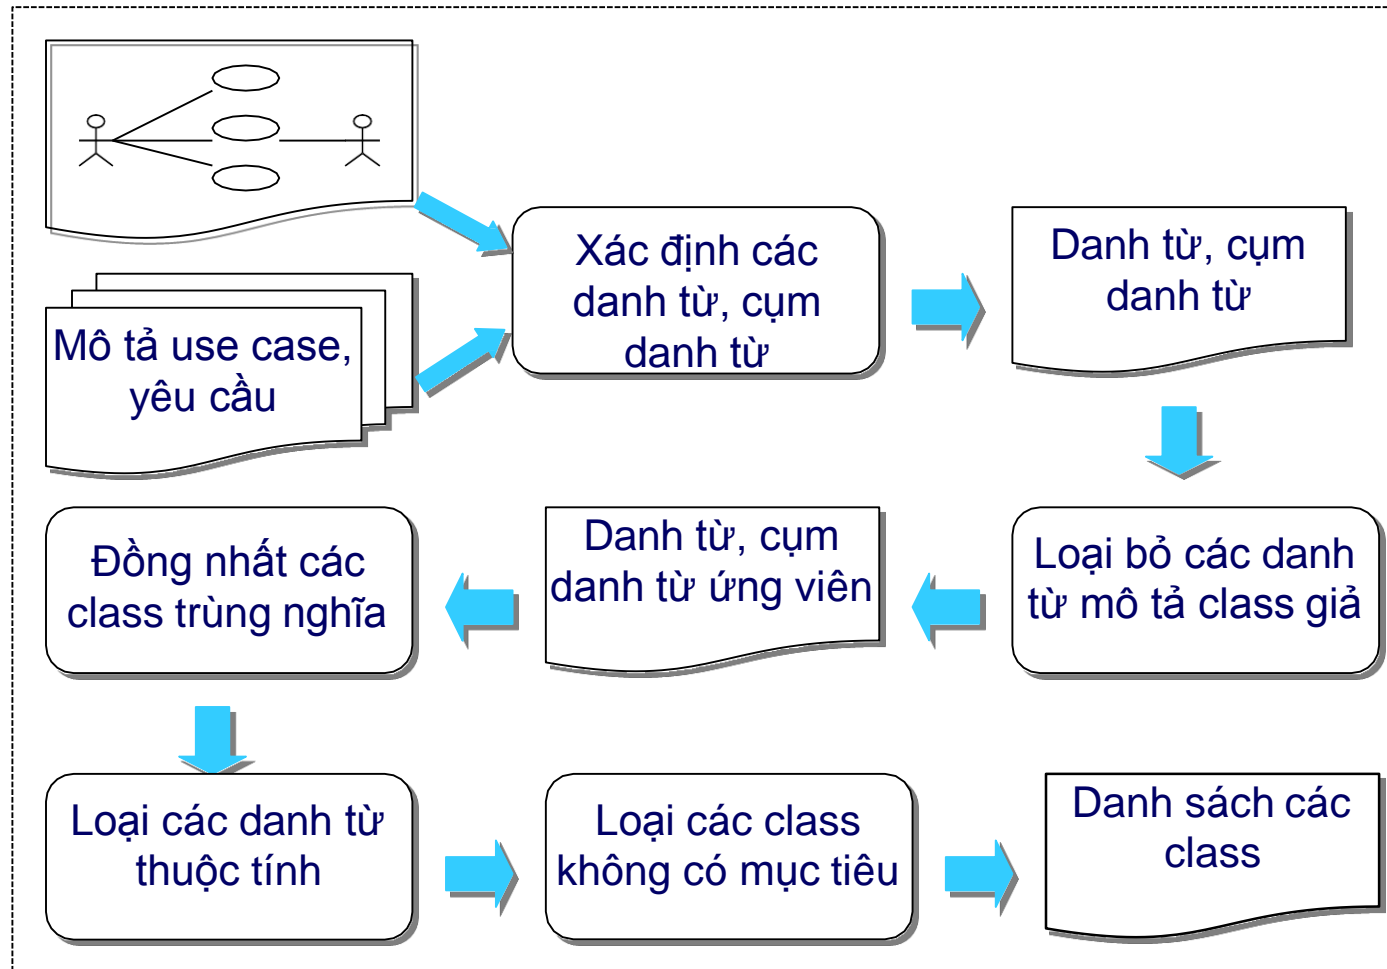 Xác định các
danh từ, cụm
danh từ
Danh từ, cụm
danh từ
Mô tả use case,
yêu cầu
Đồng nhất các
class trùng nghĩa
Danh từ, cụm
danh từ ứng viên
Loại bỏ các danh
từ mô tả class giả
Loại các danh từ
thuộc tính
Loại các class
không có mục tiêu
Danh sách các
class